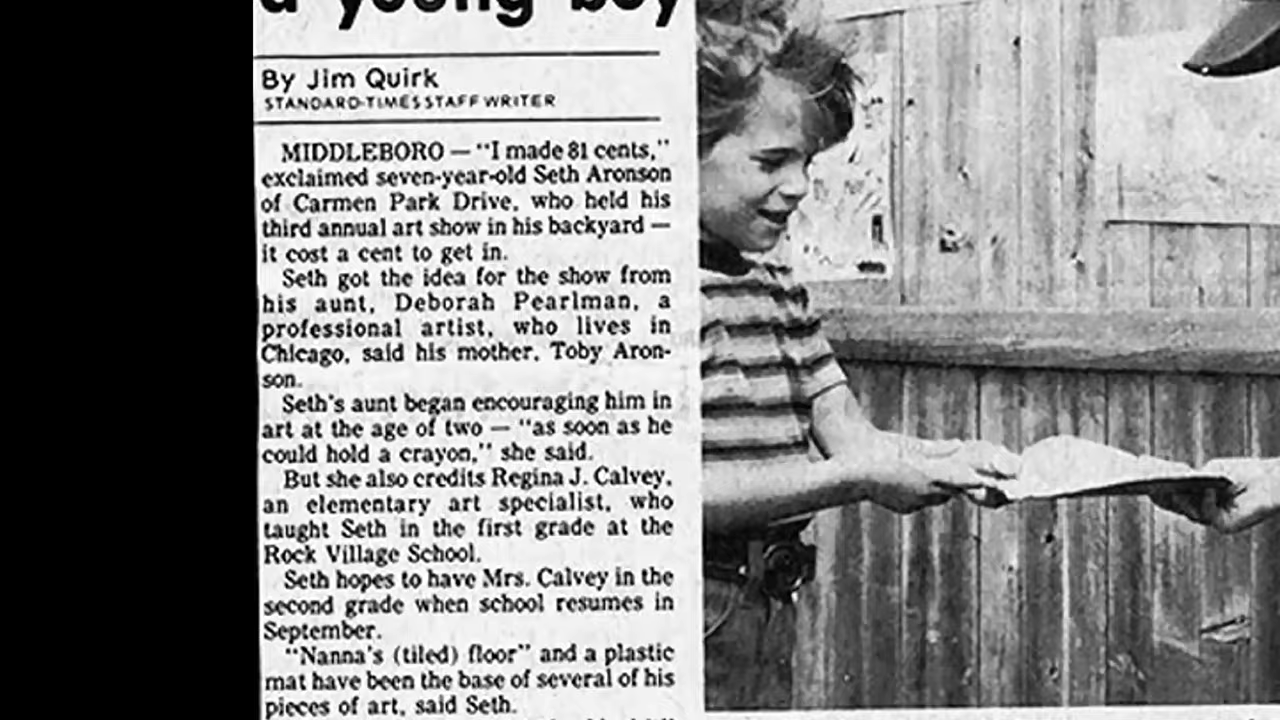 a young boy
By Jim Quirk
STANDARD-TIMES STAFF WRITER
MIDDLEBORO — "I made 81 cents,"
exclaimed seven-year-old Seth Aronson
of Carmen Park Drive, who held his
third annual art show in his backyard —
it cost a cent to get in.
Seth got the idea for the show from
his aunt, Deborah Pearlman, a
professional artist, who lives in
Chicago, said his mother, Toby Aron-
son.
Seth's aunt began encouraging him in
art at the age of two — "as soon as he
could hold a crayon," she said.
But she also credits Regina J. Calvey,
an elementary art specialist, who
taught Seth in the first grade at the
Rock Village School.
Seth hopes to have Mrs. Calvey in the
second grade when school resumes in
September.
"Nanna's (tiled) floor" and a plastic
mat have been the base of several of his
pieces of art, said Seth.